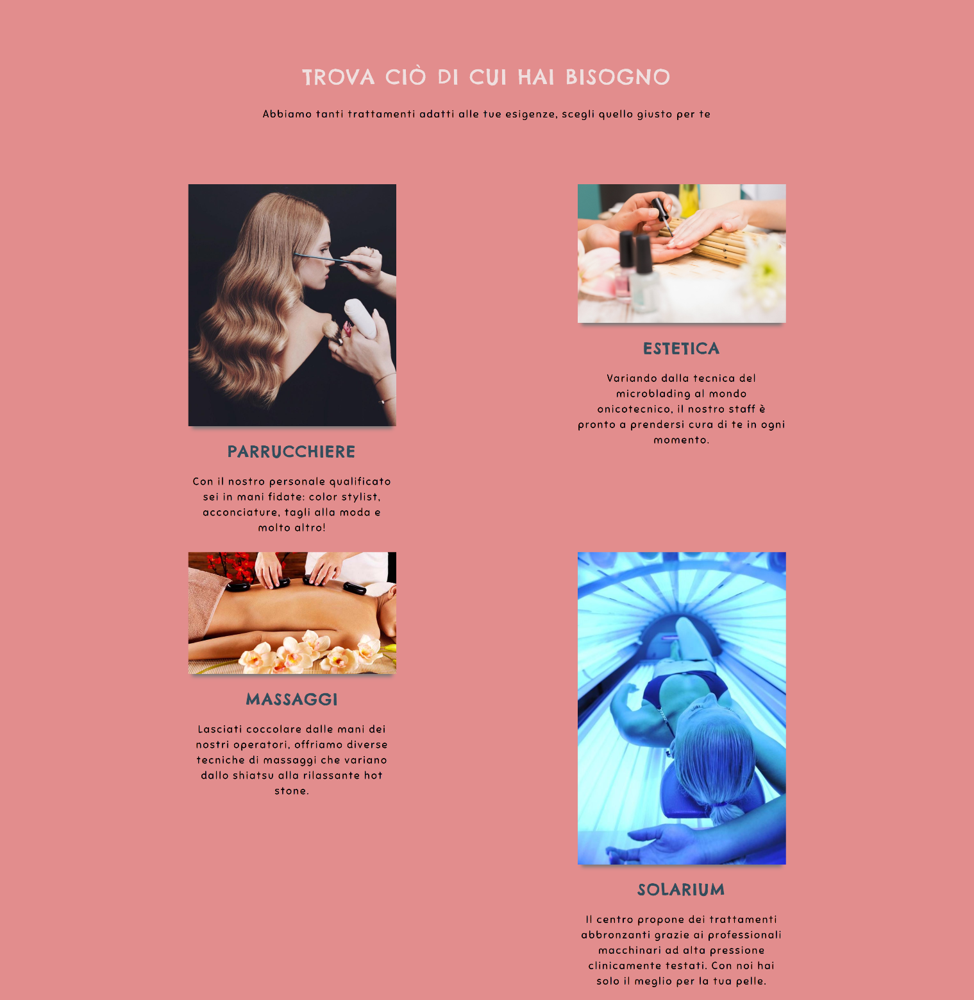 TROVA CIÒ DI CUI HAI BISOGNO
Abbiamo tanti trattamenti adatti alle tue esigenze, scegli quello giusto per te
PARRUCCHIERE
Con il nostro personale qualificato
sei in mani fidate: color stylist,
acconciature, tagli alla moda e
molto altro!
ESTETICA
Variando dalla tecnica del
microblading al mondo
onicotecnico, il nostro staff è
pronto a prendersi cura di te in ogni
momento.
MASSAGGI
Lasciati coccolare dalle mani dei
nostri operatori, offriamo diverse
tecniche di massaggi che variano
dallo shiatsu alla rilassante hot
stone.
SOLARIUM
Il centro propone dei trattamenti
abbronzanti grazie ai professionali
macchinari ad alta pressione
clinicamente testati. Con noi hai
solo il meglio per la tua pelle.